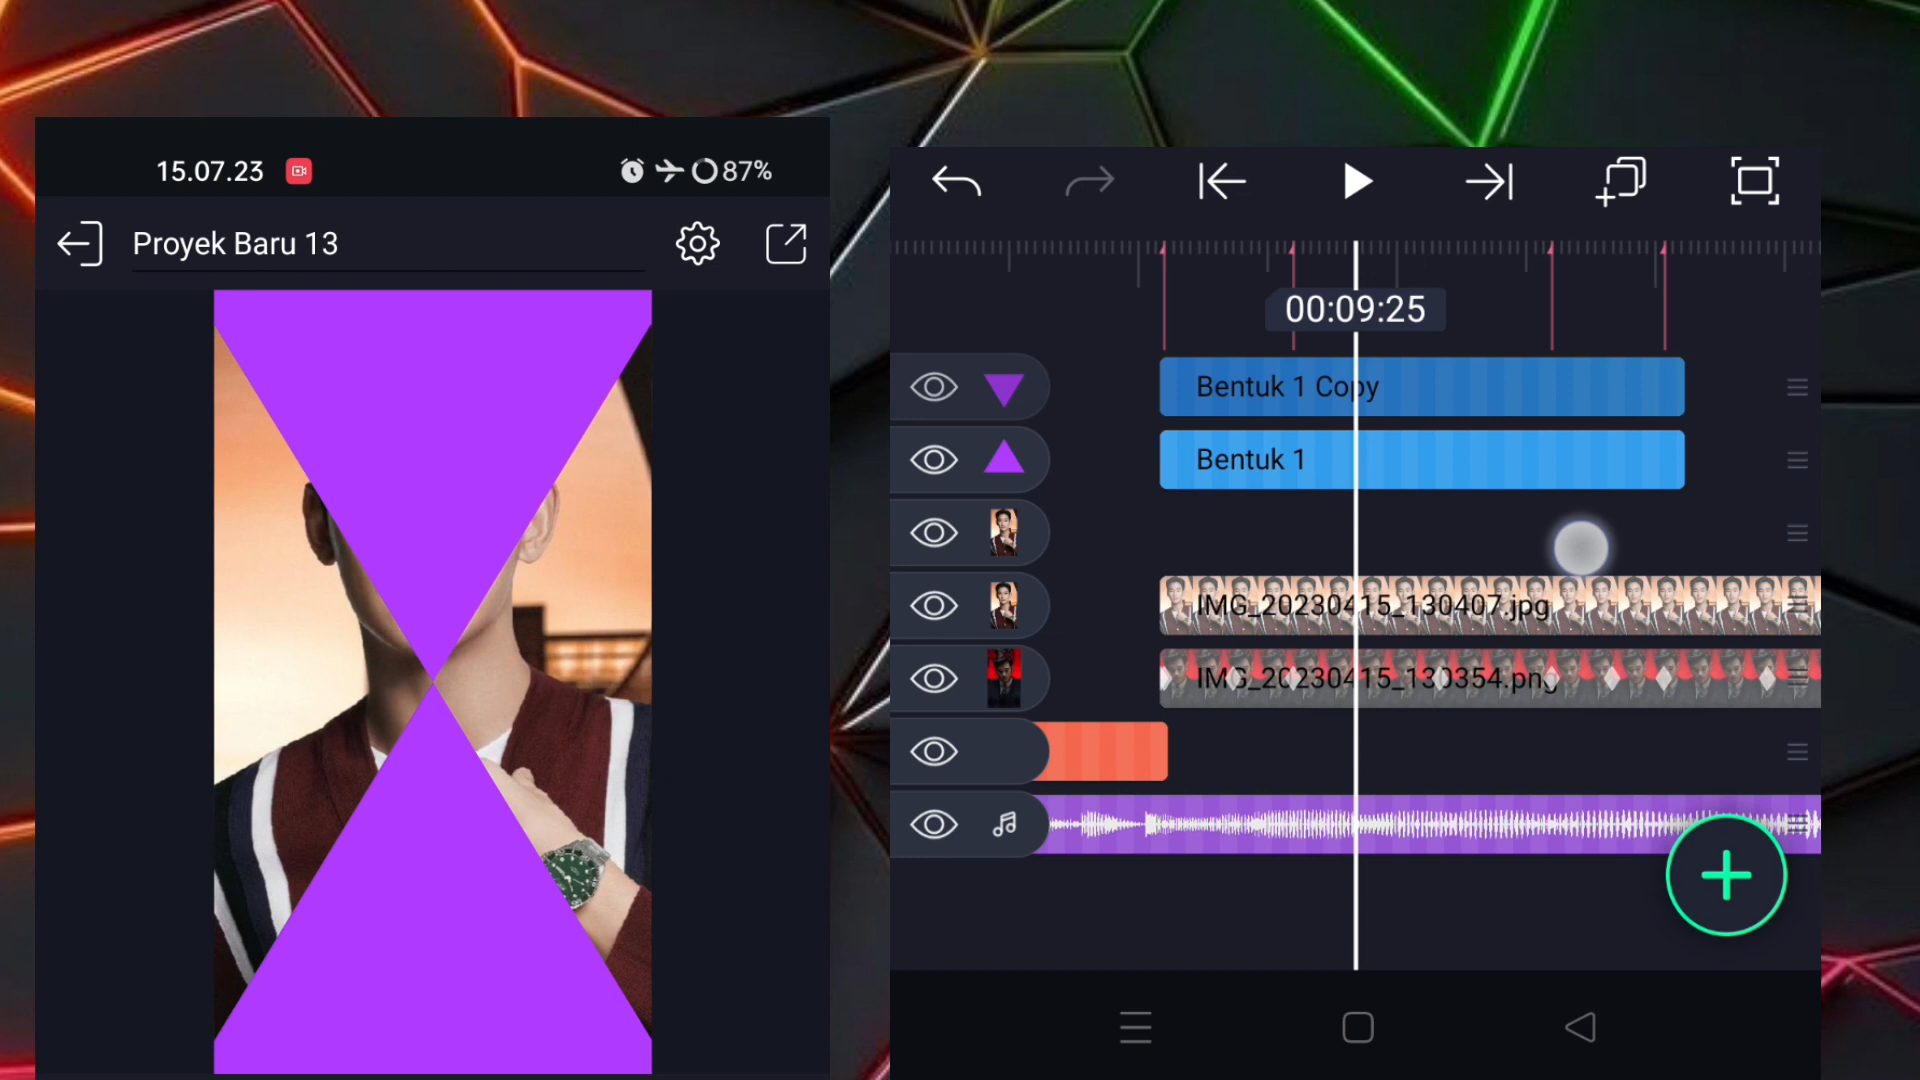 15.07.23
87%
Proyek Baru 13
00:09:25
Bentuk 1 Copy
Bentuk 1
IMG_20230415_130407.jpg
IMG_20230415_130354.png